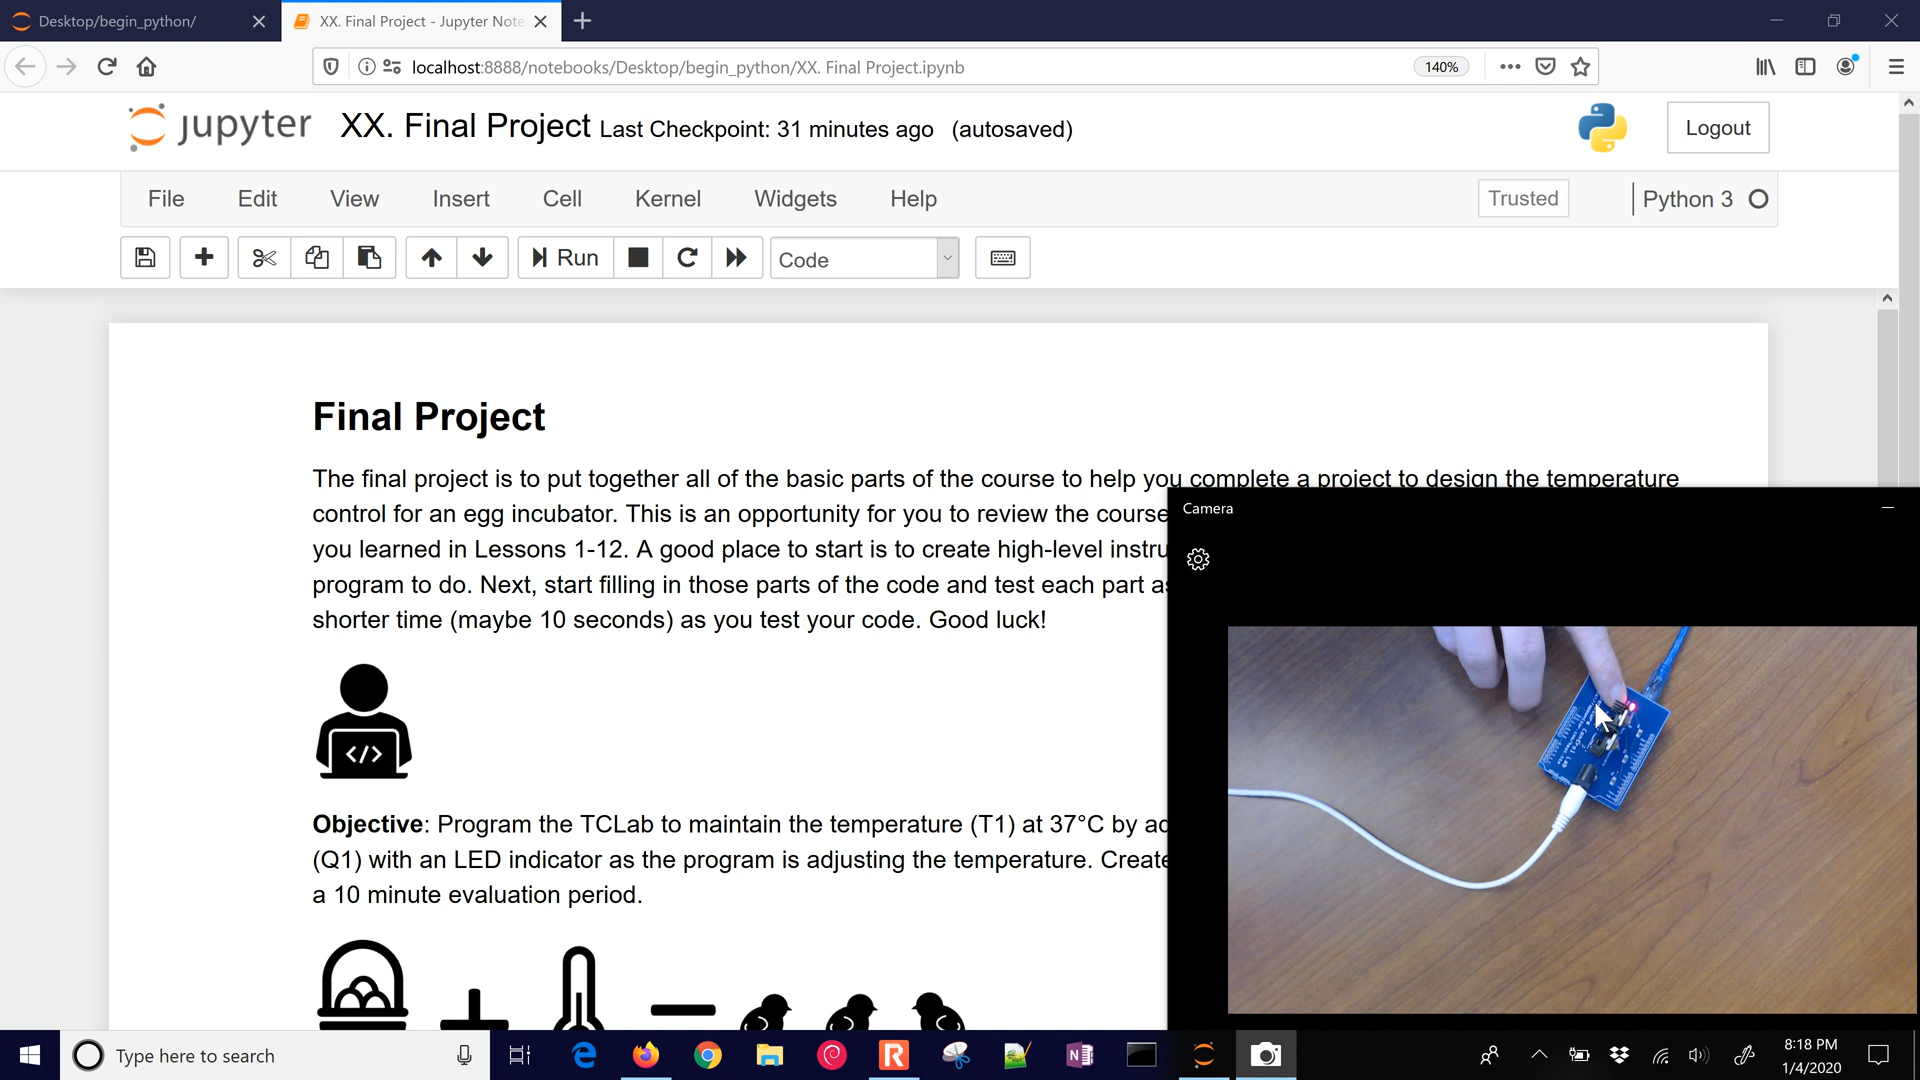 Desktop/begin_python/
XX. Final Project - Jupyter Note
localhost:8888/notebooks/Desktop/begin_python/XX. Final Project.ipynb
140%
jupyter
XX. Final Project Last Checkpoint: 31 minutes ago (autosaved)
Logout
File Edit View Insert Cell Kernel Widgets Help
Trusted
Python 3
Run
Code
Final Project
The final project is to put together all of the basic parts of the course to help you complete a project to design the temperature
control for an egg incubator. This is an opportunity for you to review the course
you learned in Lessons 1-12. A good place to start is to create high-level instru
program to do. Next, start filling in those parts of the code and test each part as
shorter time (maybe 10 seconds) as you test your code. Good luck!
</>
Objective: Program the TCLab to maintain the temperature (T1) at 37°C by ad
(Q1) with an LED indicator as the program is adjusting the temperature. Create
a 10 minute evaluation period.
Camera
Type here to search
8:18 PM
1/4/2020